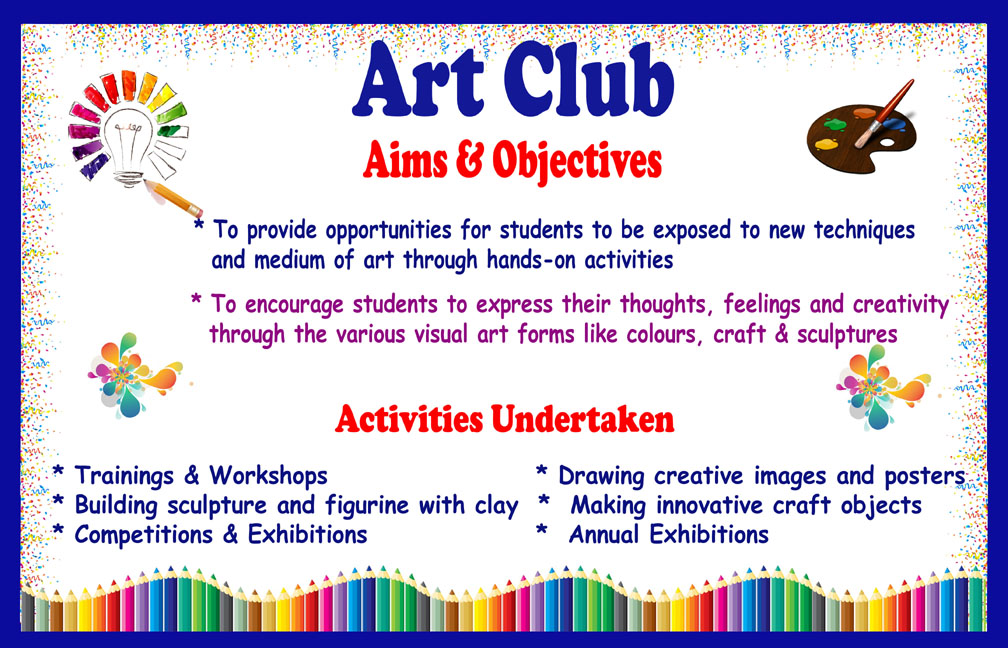 Art Club
Aims & Objectives
* To provide opportunities for students to be exposed to new techniques
and medium of art through hands-on activities
* To encourage students to express their thoughts, feelings and creativity
through the various visual art forms like colours, craft & sculptures
Activities Undertaken
* Trainings & Workshops
* Building sculpture and figurine with clay
* Competitions & Exhibitions
* Drawing creative images and posters
* Making innovative craft objects
* Annual Exhibitions